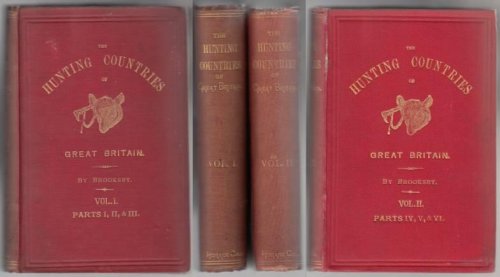 THE
HUNTING COUNTRIES
OF
GREAT BRITAIN.
BY BROOKSBY.
VOL. I.
PARTS I, II, & III.
THE
HUNTING
COUNTRIES
OF
GREAT BRITAIN
VOL. I
THE
HUNTING
COUNTRIES
OF
GREAT BRITAIN
VOL. II
THE
HUNTING COUNTRIES
OF
GREAT BRITAIN.
BY BROOKSBY.
VOL. II.
PARTS IV, V, & VI.